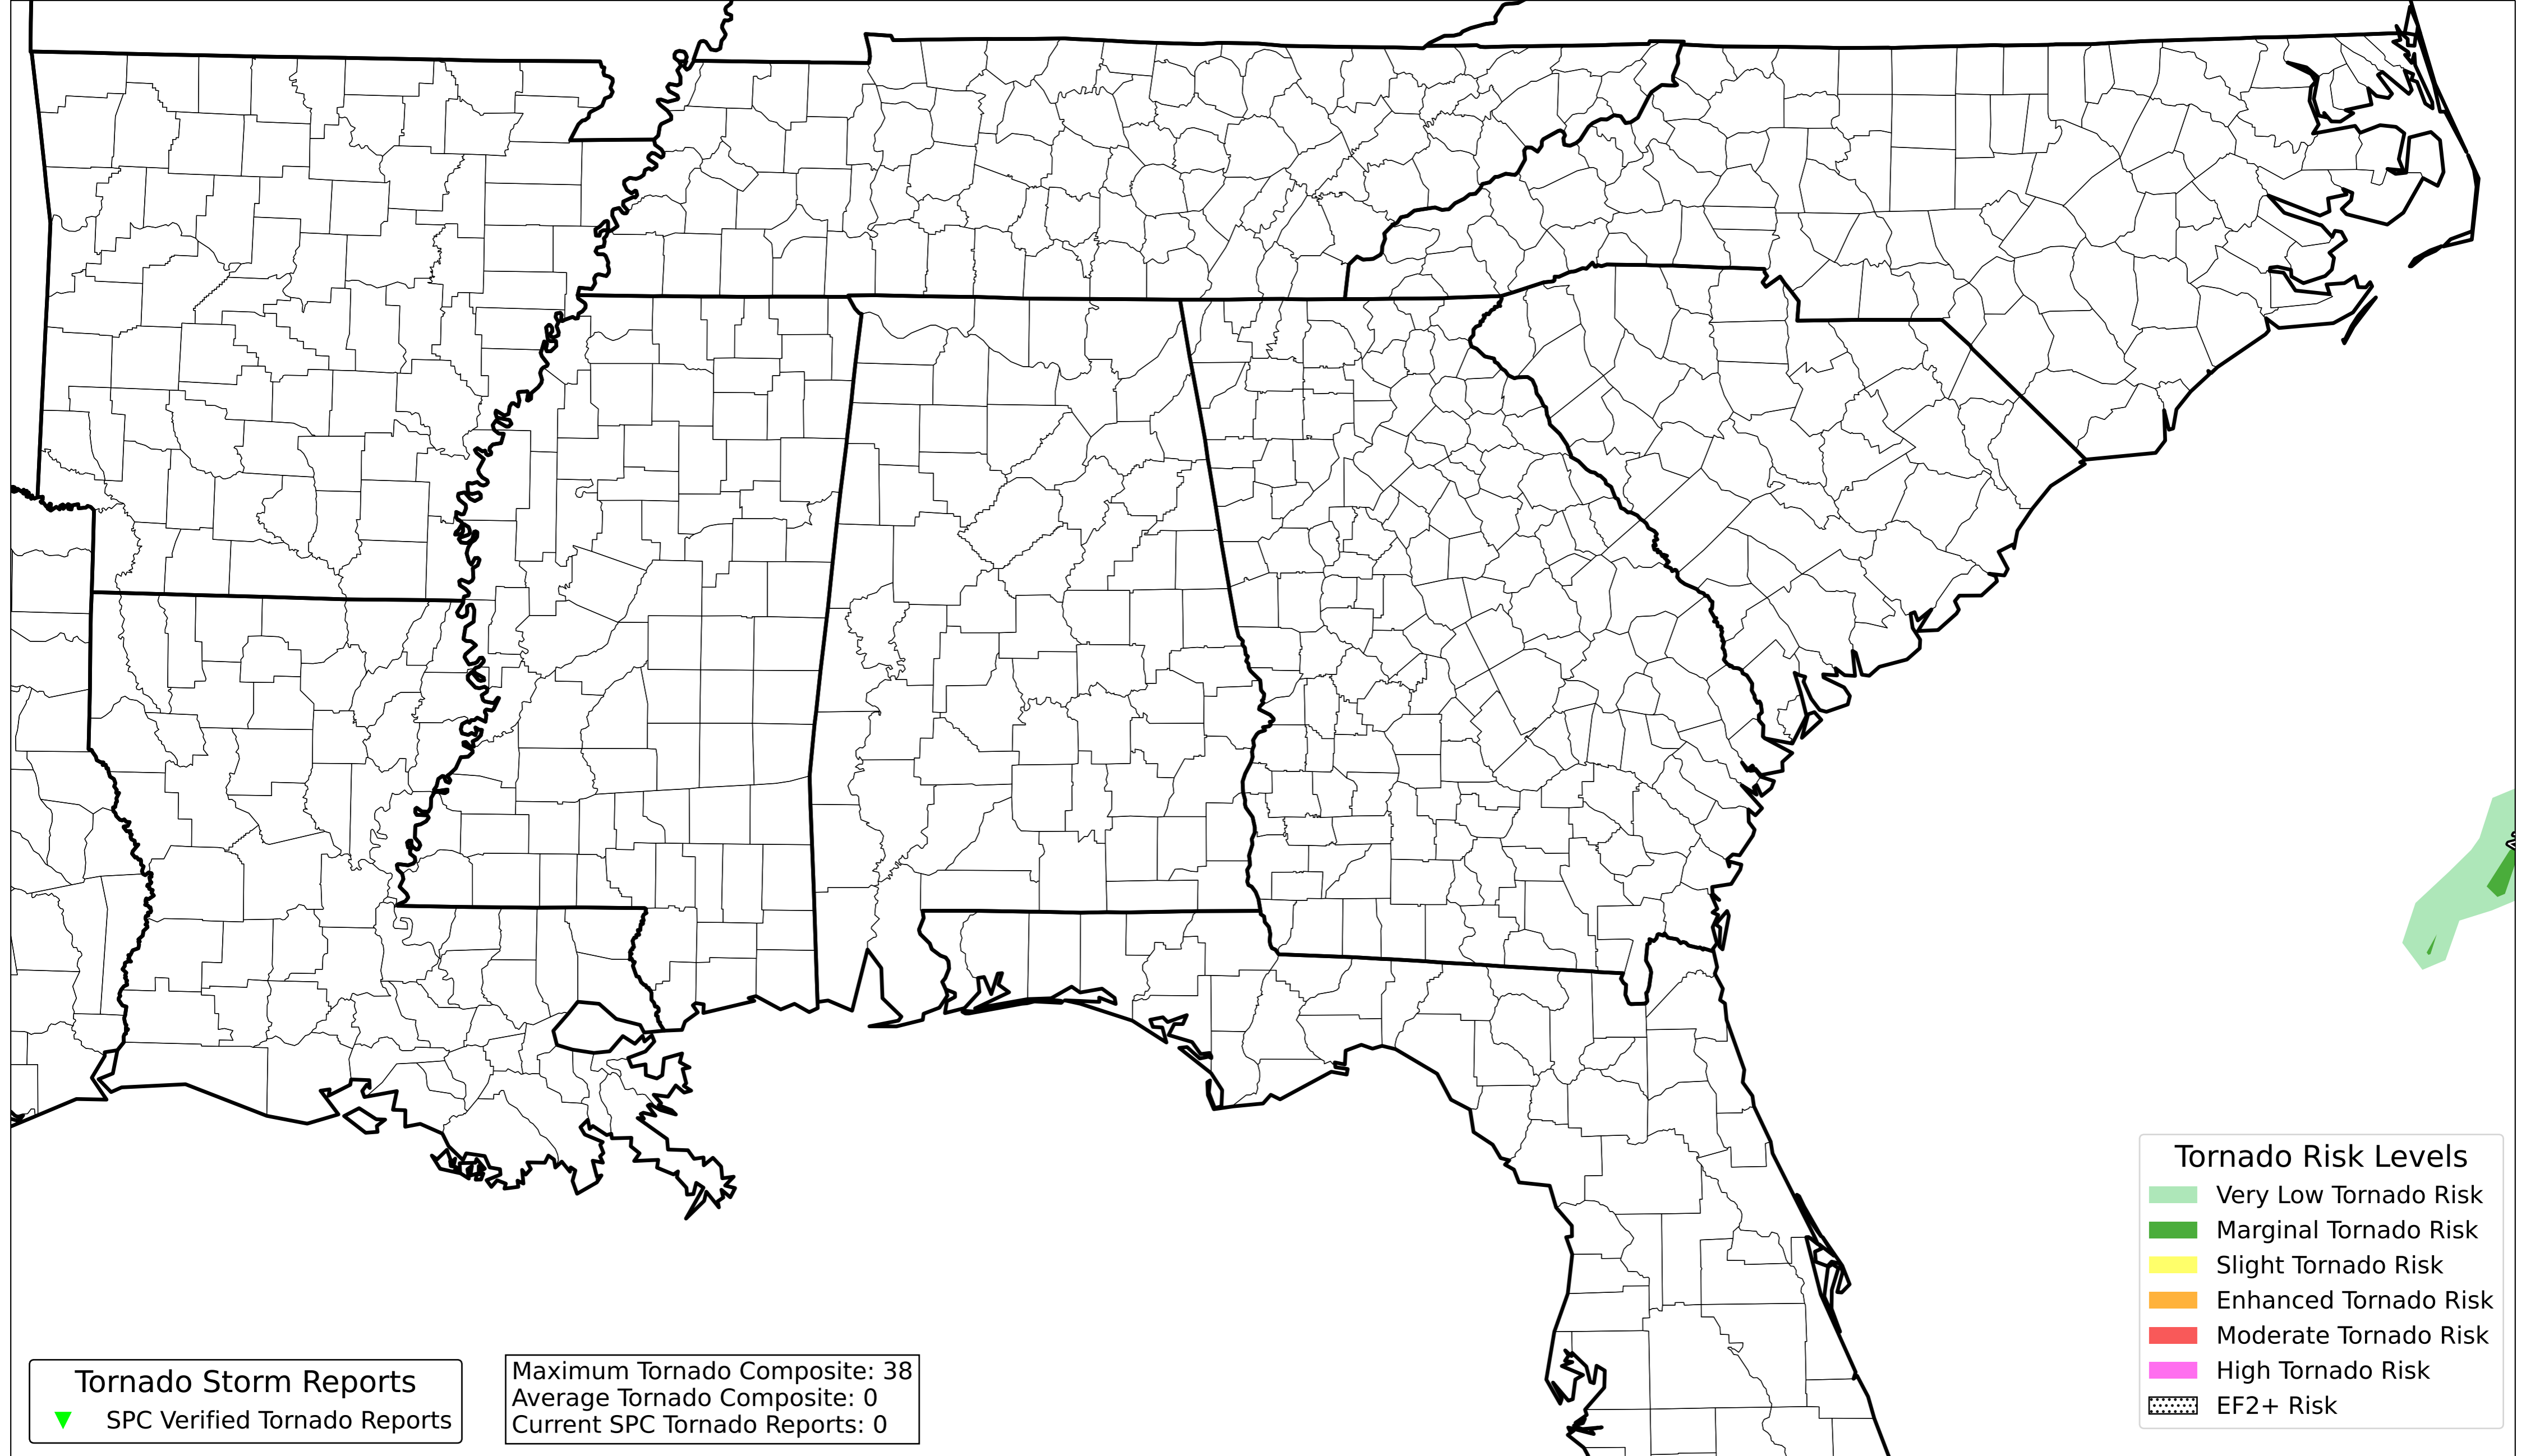 Tornado Risk Levels
Very Low Tornado Risk
Marginal Tornado Risk
Slight Tornado Risk
Enhanced Tornado Risk
Moderate Tornado Risk
High Tornado Risk
EF2+ Risk
Tornado Storm Reports
SPC Verified Tornado Reports
Maximum Tornado Composite: 38
Average Tornado Composite: 0
Current SPC Tornado Reports: 0